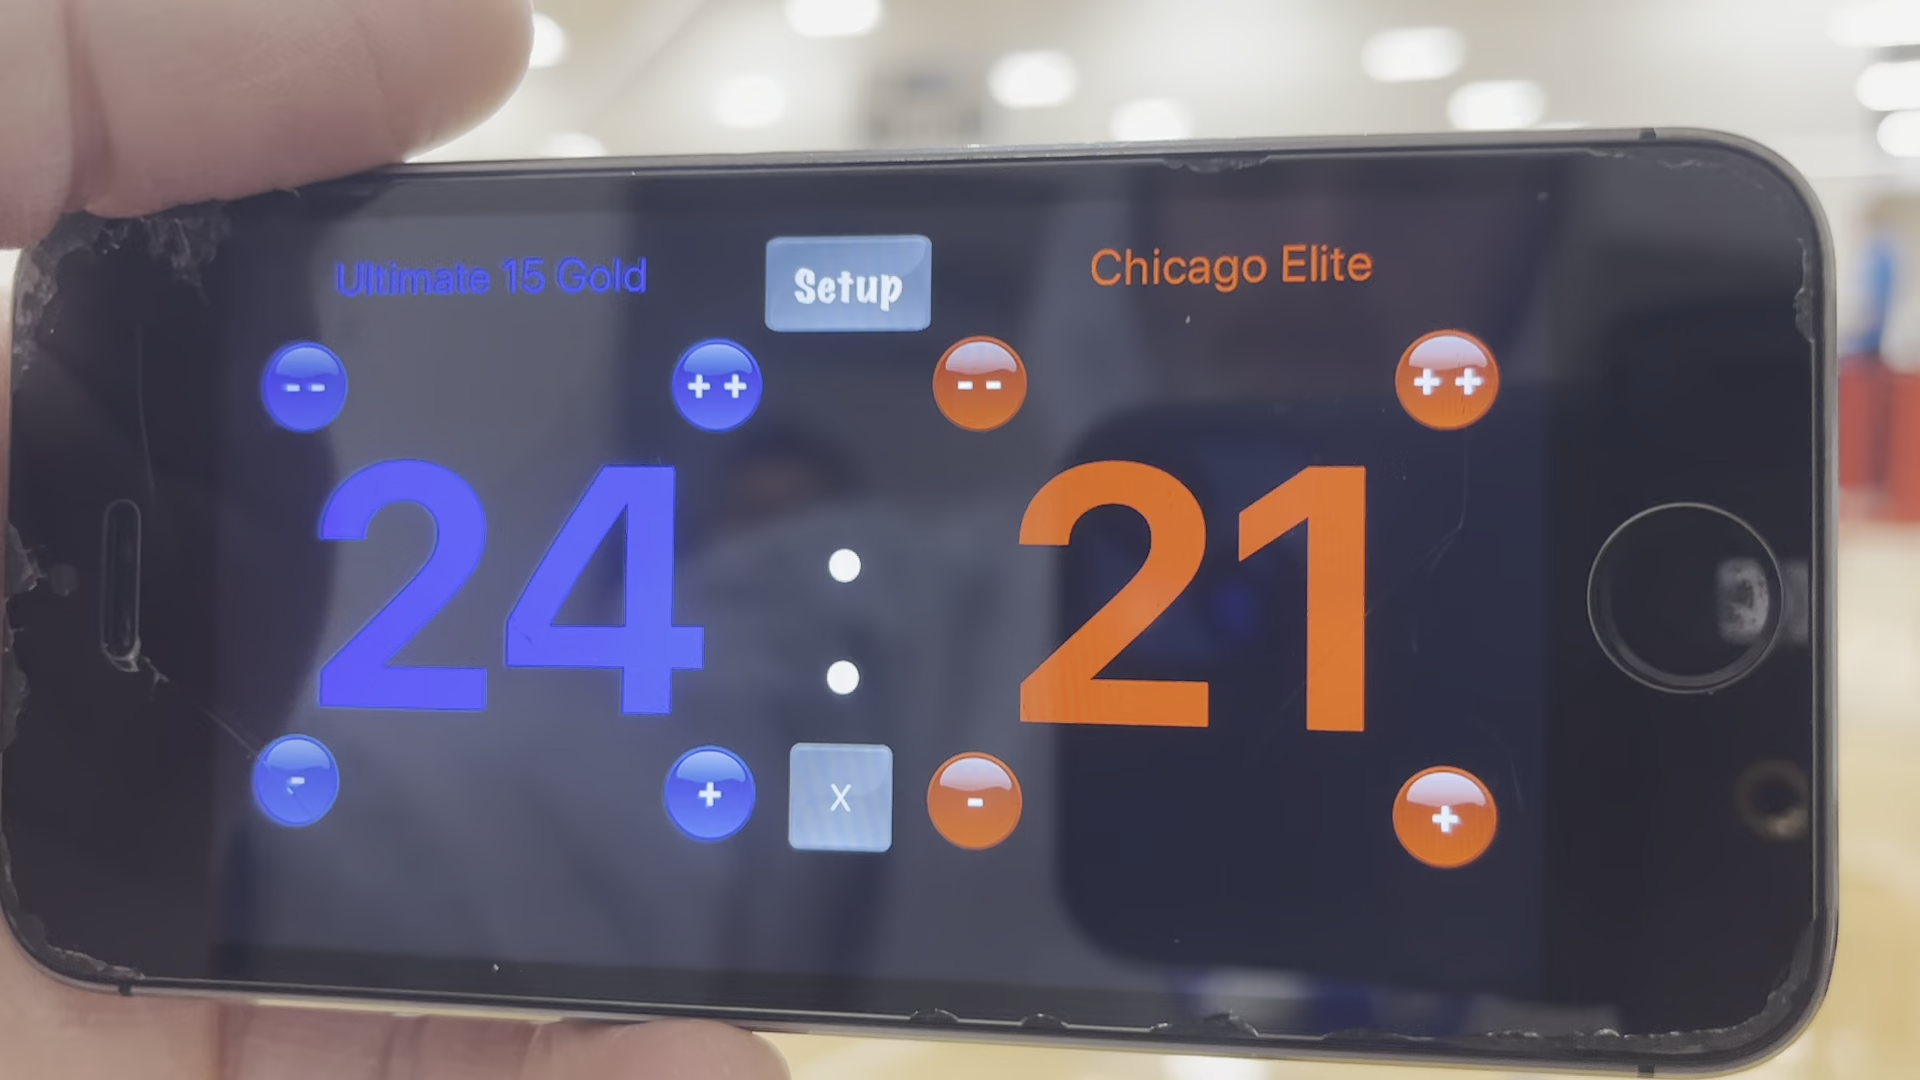 Ultimate 15 Gold
Setup
Chicago Elite
--
++
--
++
24 : 21
-
+
X
-
+